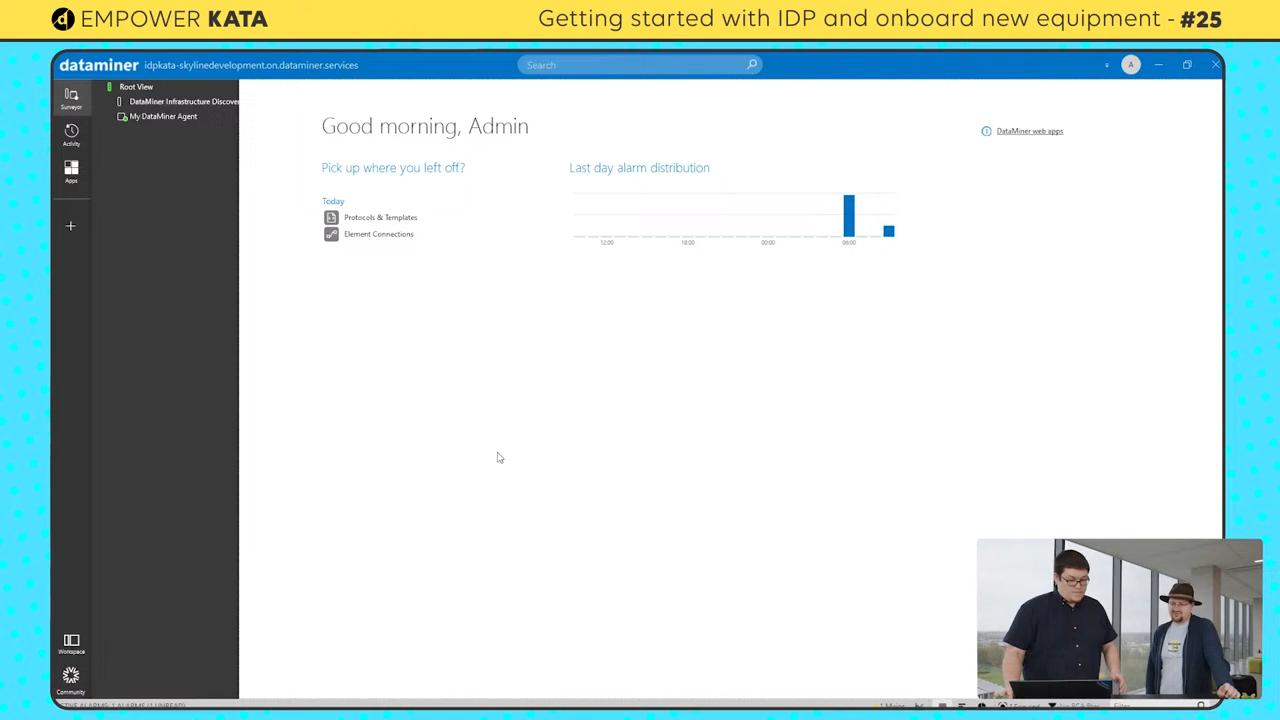 EMPOWER KATA
Getting started with IDP and onboard new equipment - #25
dataminer idpkata-skylinedevelopment.on.dataminer.services
Search
A
Surveyor
Activity
Apps
Workspace
Community
Root View
DataMiner Infrastructure Discover
My DataMiner Agent
Good morning, Admin
DataMiner web apps
Pick up where you left off?
Today
Protocols & Templates
Element Connections
Last day alarm distribution
12:00 18:00 00:00 06:00